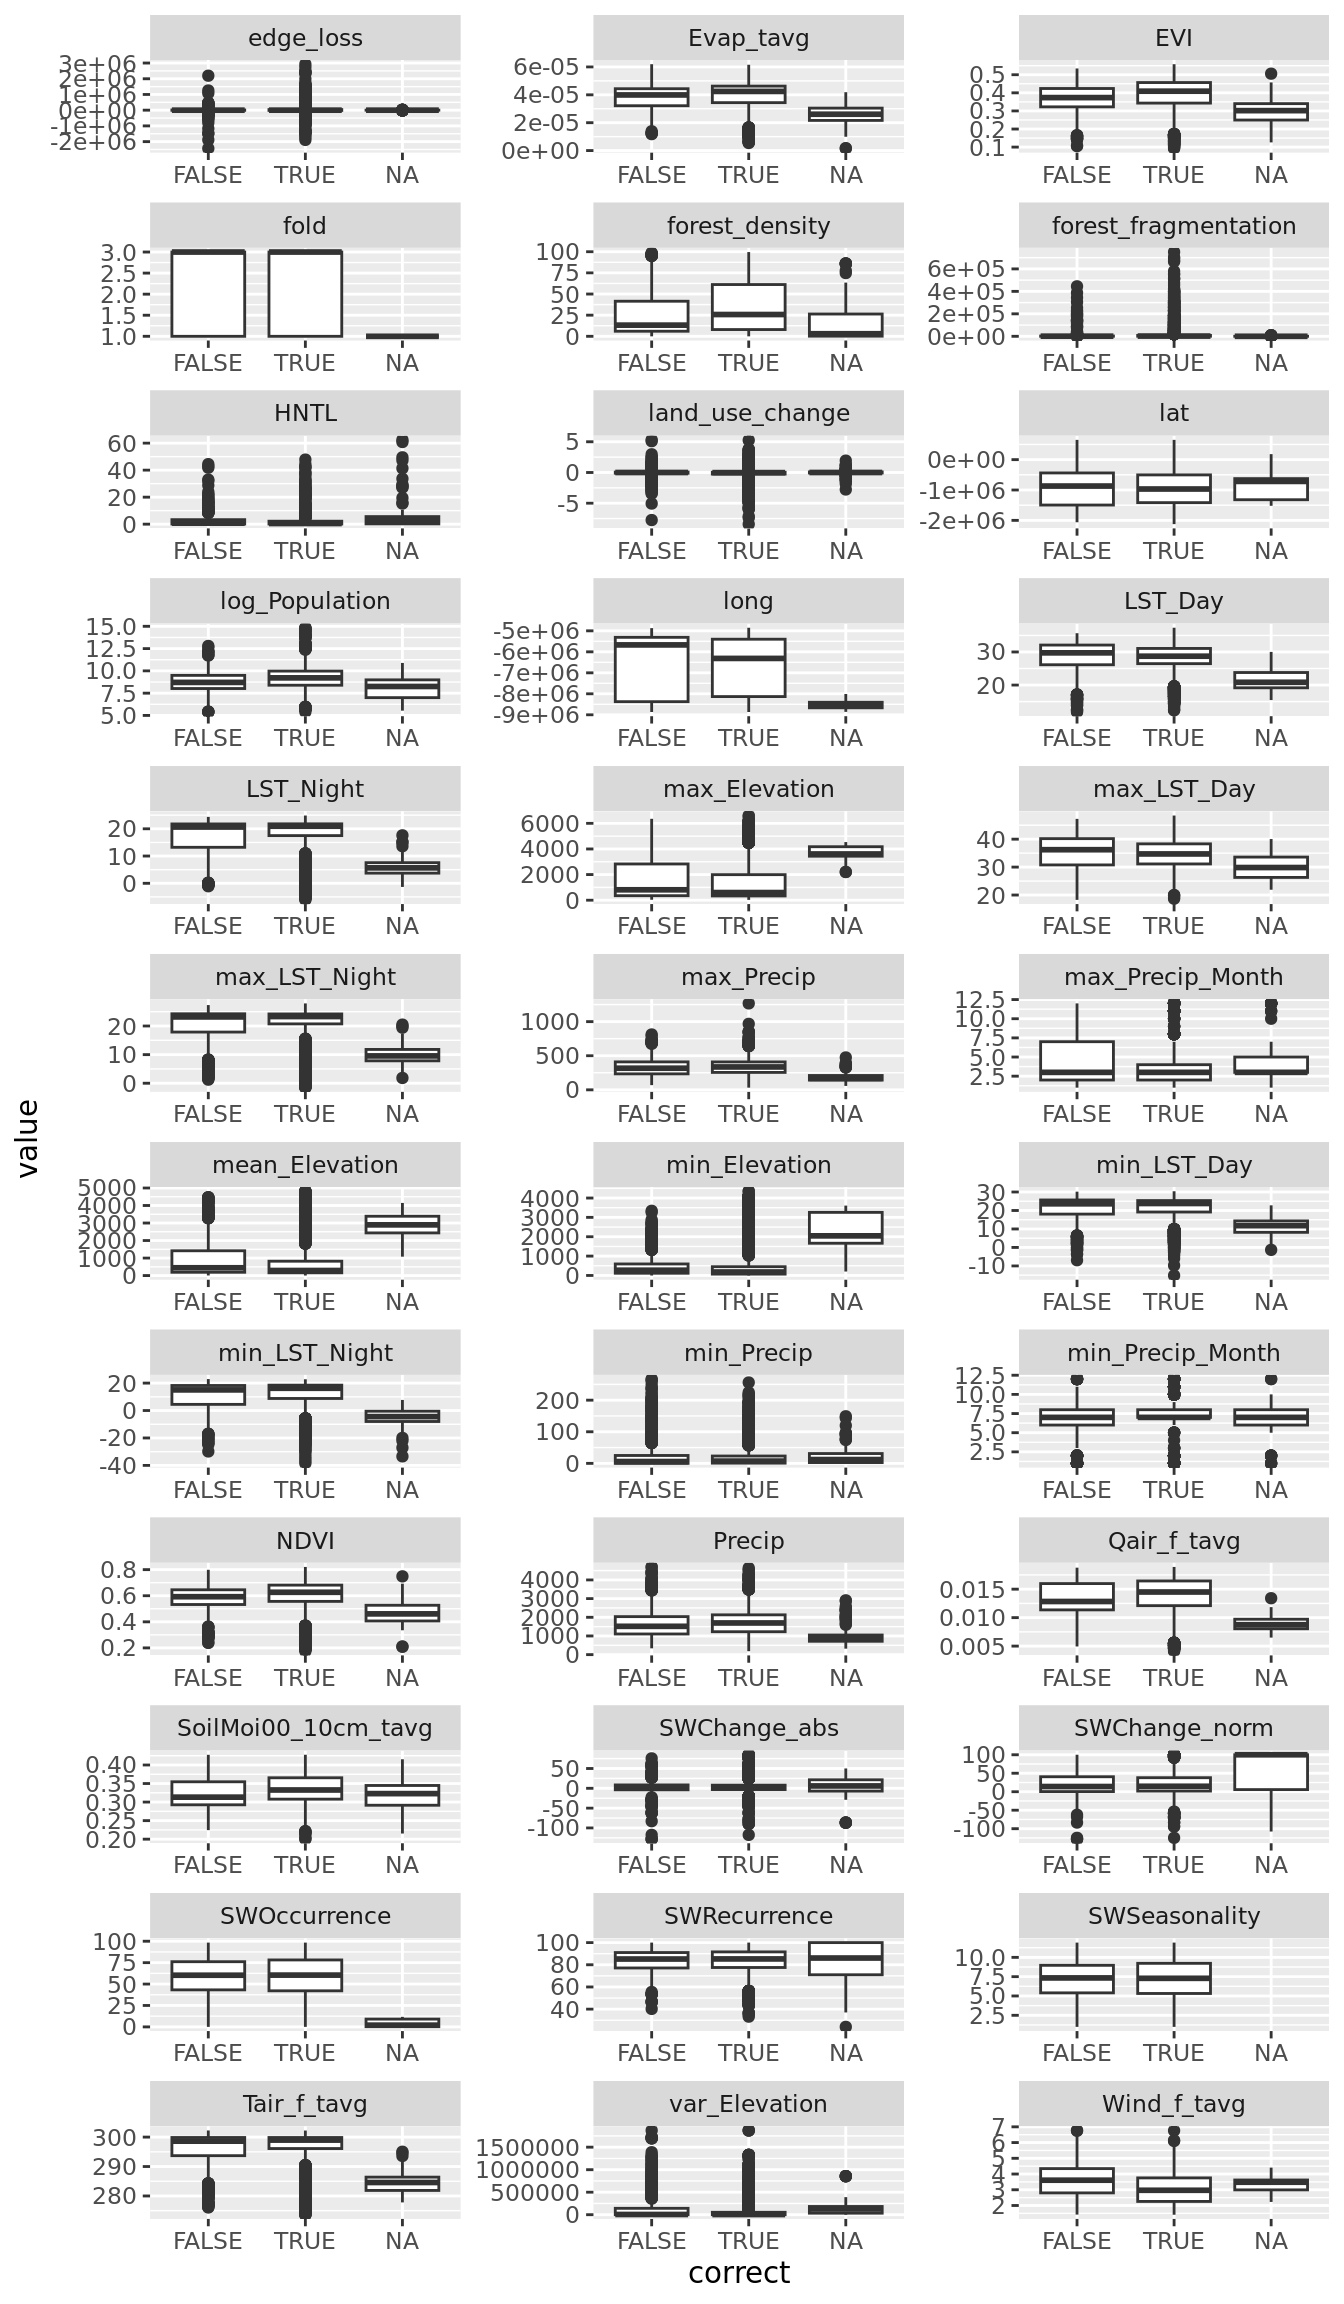 edge_loss
Evap_tavg
EVI
3e+06
2e+06
1e+06
0e+00
-1e+06
-2e+06
6e-05
4e-05
2e-05
0e+00
0.5
0.4
0.3
0.2
0.1
FALSE TRUE NA
FALSE TRUE NA
FALSE TRUE NA
fold
forest_density
forest_fragmentation
3.0
2.5
2.0
1.5
1.0
100
75
50
25
0
6e+05
4e+05
2e+05
0e+00
FALSE TRUE NA
FALSE TRUE NA
FALSE TRUE NA
HNTL
land_use_change
lat
60
40
20
0
5
0
-5
0e+00
-1e+06
-2e+06
FALSE TRUE NA
FALSE TRUE NA
FALSE TRUE NA
log_Population
long
LST_Day
15.0
12.5
10.0
7.5
5.0
-5e+06
-6e+06
-7e+06
-8e+06
-9e+06
30
20
FALSE TRUE NA
FALSE TRUE NA
FALSE TRUE NA
LST_Night
max_Elevation
max_LST_Day
20
10
0
6000
4000
2000
0
40
30
20
FALSE TRUE NA
FALSE TRUE NA
FALSE TRUE NA
max_LST_Night
max_Precip
max_Precip_Month
20
10
0
1000
500
0
12.5
10.0
7.5
5.0
2.5
FALSE TRUE NA
FALSE TRUE NA
FALSE TRUE NA
value
mean_Elevation
min_Elevation
min_LST_Day
5000
4000
3000
2000
1000
0
4000
3000
2000
1000
0
30
20
10
0
-10
FALSE TRUE NA
FALSE TRUE NA
FALSE TRUE NA
min_LST_Night
min_Precip
min_Precip_Month
20
0
-20
-40
200
100
0
12.5
10.0
7.5
5.0
2.5
FALSE TRUE NA
FALSE TRUE NA
FALSE TRUE NA
NDVI
Precip
Qair_f_tavg
0.8
0.6
0.4
0.2
4000
3000
2000
1000
0
0.015
0.010
0.005
FALSE TRUE NA
FALSE TRUE NA
FALSE TRUE NA
SoilMoi00_10cm_tavg
SWChange_abs
SWChange_norm
0.40
0.35
0.30
0.25
0.20
50
0
-50
-100
100
50
0
-50
-100
FALSE TRUE NA
FALSE TRUE NA
FALSE TRUE NA
SWOccurrence
SWRecurrence
SWSeasonality
100
75
50
25
0
100
80
60
40
10.0
7.5
5.0
2.5
FALSE TRUE NA
FALSE TRUE NA
FALSE TRUE NA
Tair_f_tavg
var_Elevation
Wind_f_tavg
300
290
280
1500000
1000000
500000
0
7
6
5
4
3
2
FALSE TRUE NA
FALSE TRUE NA
FALSE TRUE NA
correct